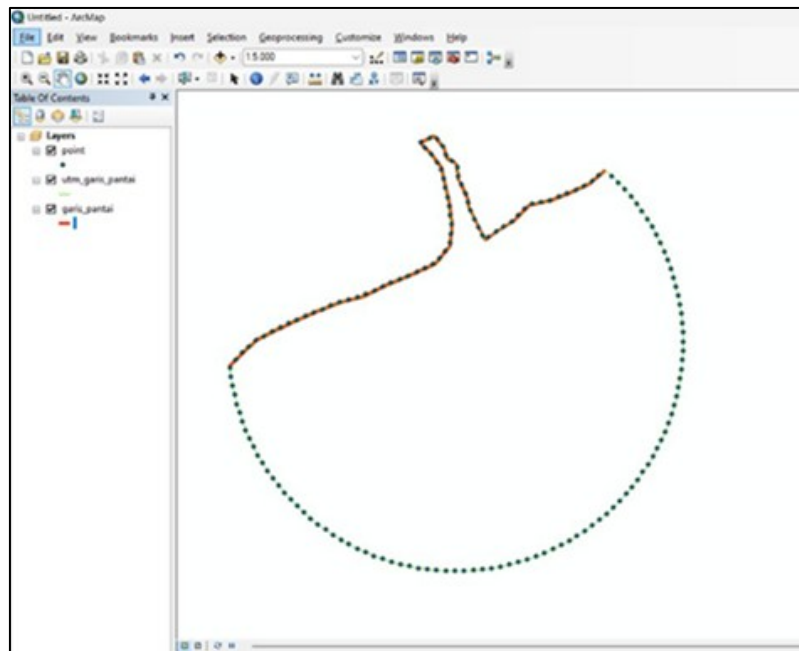 Untitled - ArcMap
File Edit View Bookmarks Insert Selection Geoprocessing Customize Windows Help
1:5.000
Table Of Contents
Layers
point
utm_garis_pantai
garis_pantai